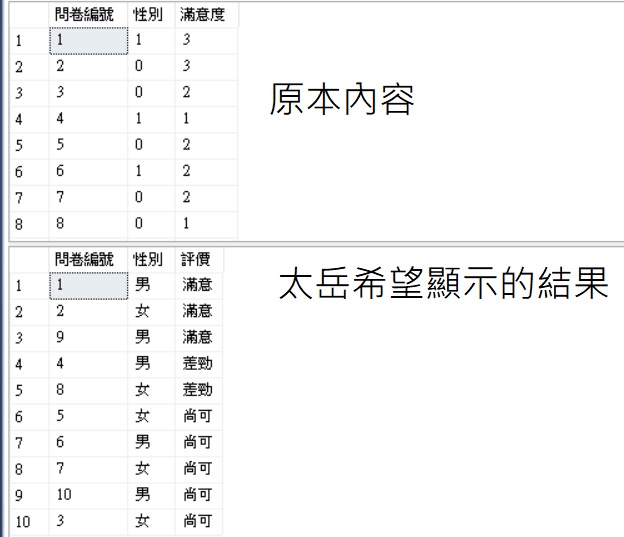 問卷編號 性別 滿意度
1 1 1 3
2 2 0 3
3 3 0 2
4 4 1 1
5 5 0 2
6 6 1 2
7 7 0 2
8 8 0 1
原本內容
問卷編號 性別 評價
1 1 男 滿意
2 2 女 滿意
3 9 男 滿意
4 4 男 差勁
5 8 女 差勁
6 5 女 尚可
7 6 男 尚可
8 7 女 尚可
9 10 男 尚可
10 3 女 尚可
太岳希望顯示的結果